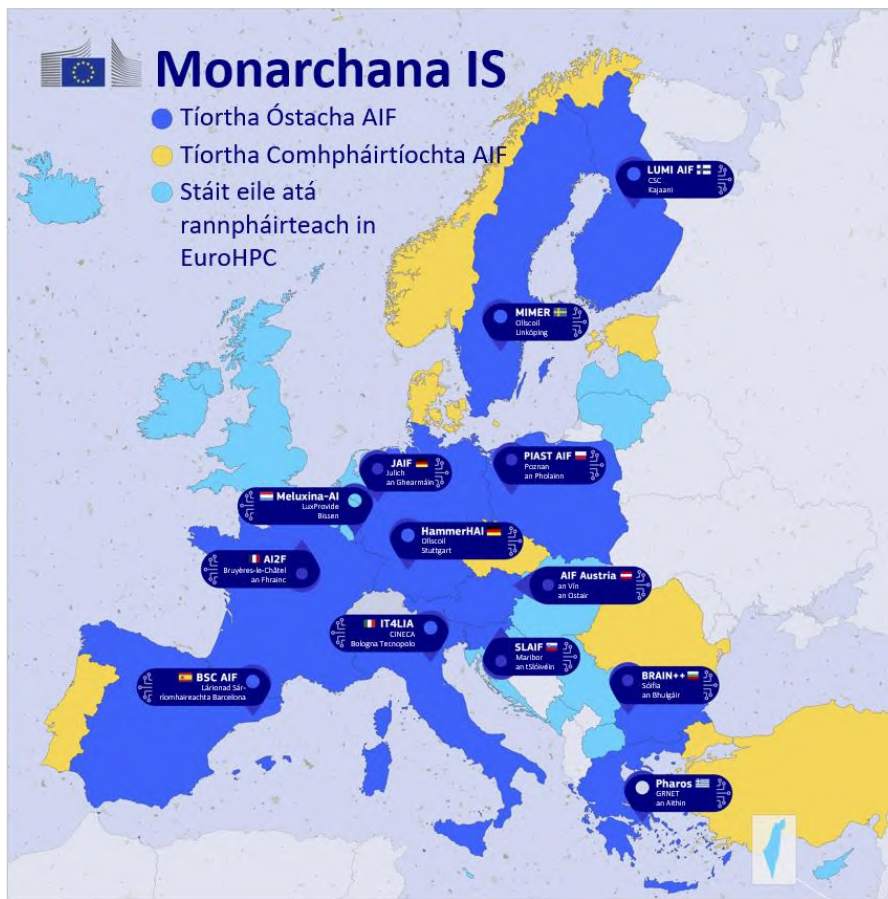 Monarchana IS
Tíortha Óstacha AIF
Tíortha Comhpháirtíochta AIF
Stáit eile atá
rannpháirteach in
EuroHPC
LUMI AIF
CSC
Kajaani
MIMER
Ollscoil
Linköping
JAIF
Julich
an Ghearmáin
PIAST AIF
Poznan
an Pholainn
Meluxina-AI
LuxProvide
Bissen
HammerHAI
Ollscoil
Stuttgart
AI2F
Bruyères-le-Châtel
an Fhrainc
AIF Austria
an Vín
an Ostair
IT4LIA
CINECA
Bologna Tecnopolo
SLAIF
Maribor
an tSlóivéin
BSC AIF
Lárionad Sár-
ríomhaireachta Barcelona
BRAIN++
Sóifia
an Bhulgáir
Pharos
GRNET
an Aithin